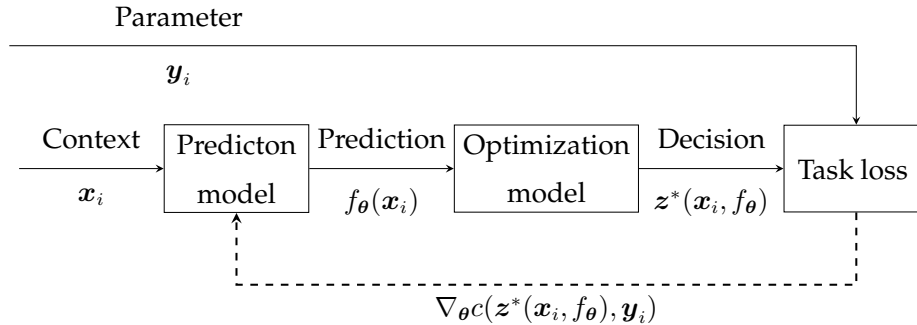 Parameter
𝒚ᵢ
Context
𝒙ᵢ
Predicton
model
Prediction
f_𝜽(𝒙ᵢ)
Optimization
model
Decision
𝒛*(𝒙ᵢ, f_𝜽)
Task loss
∇_𝜽c(𝒛*(𝒙ᵢ, f_𝜽), 𝒚ᵢ)